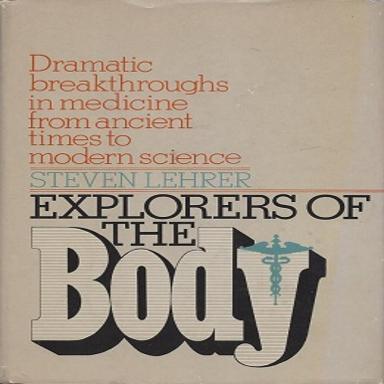 Dramatic
breakthroughs
in medicine
from ancient
times to
modern science
STEVEN LEHRER
EXPLORERS OF
THE
Body